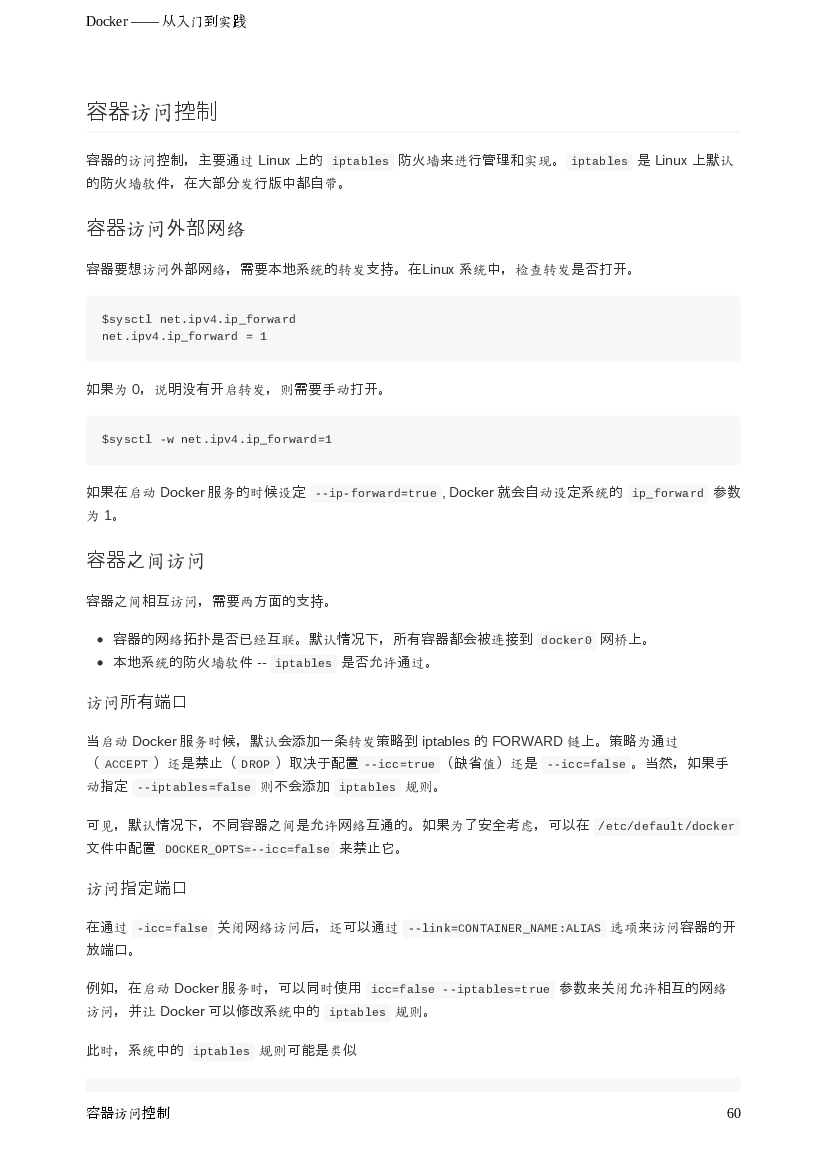 Docker —— 从入门到实践
容器访问控制
容器的访问控制，主要通过 Linux 上的 iptables 防火墙来进行管理和实现。iptables 是 Linux 上默认
的防火墙软件，在大部分发行版中都自带。
容器访问外部网络
容器要想访问外部网络，需要本地系统的转发支持。在Linux 系统中，检查转发是否打开。
$sysctl net.ipv4.ip_forward
net.ipv4.ip_forward = 1
如果为 0，说明没有开启转发，则需要手动打开。
$sysctl -w net.ipv4.ip_forward=1
如果在启动 Docker 服务的时候设定 --ip-forward=true , Docker 就会自动设定系统的 ip_forward 参数
为 1。
容器之间访问
容器之间相互访问，需要两方面的支持。
• 容器的网络拓扑是否已经互联。默认情况下，所有容器都会被连接到 docker0 网桥上。
• 本地系统的防火墙软件 -- iptables 是否允许通过。
访问所有端口
当启动 Docker 服务时候，默认会添加一条转发策略到 iptables 的 FORWARD 链上。策略为通过
（ ACCEPT ）还是禁止（ DROP ）取决于配置 --icc=true （缺省值）还是 --icc=false 。当然，如果手
动指定 --iptables=false 则不会添加 iptables 规则。
可见，默认情况下，不同容器之间是允许网络互通的。如果为了安全考虑，可以在 /etc/default/docker
文件中配置 DOCKER_OPTS=--icc=false 来禁止它。
访问指定端口
在通过 -icc=false 关闭网络访问后，还可以通过 --link=CONTAINER_NAME:ALIAS 选项来访问容器的开
放端口。
例如，在启动 Docker 服务时，可以同时使用 icc=false --iptables=true 参数来关闭允许相互的网络
访问，并让 Docker 可以修改系统中的 iptables 规则。
此时，系统中的 iptables 规则可能是类似
容器访问控制
60